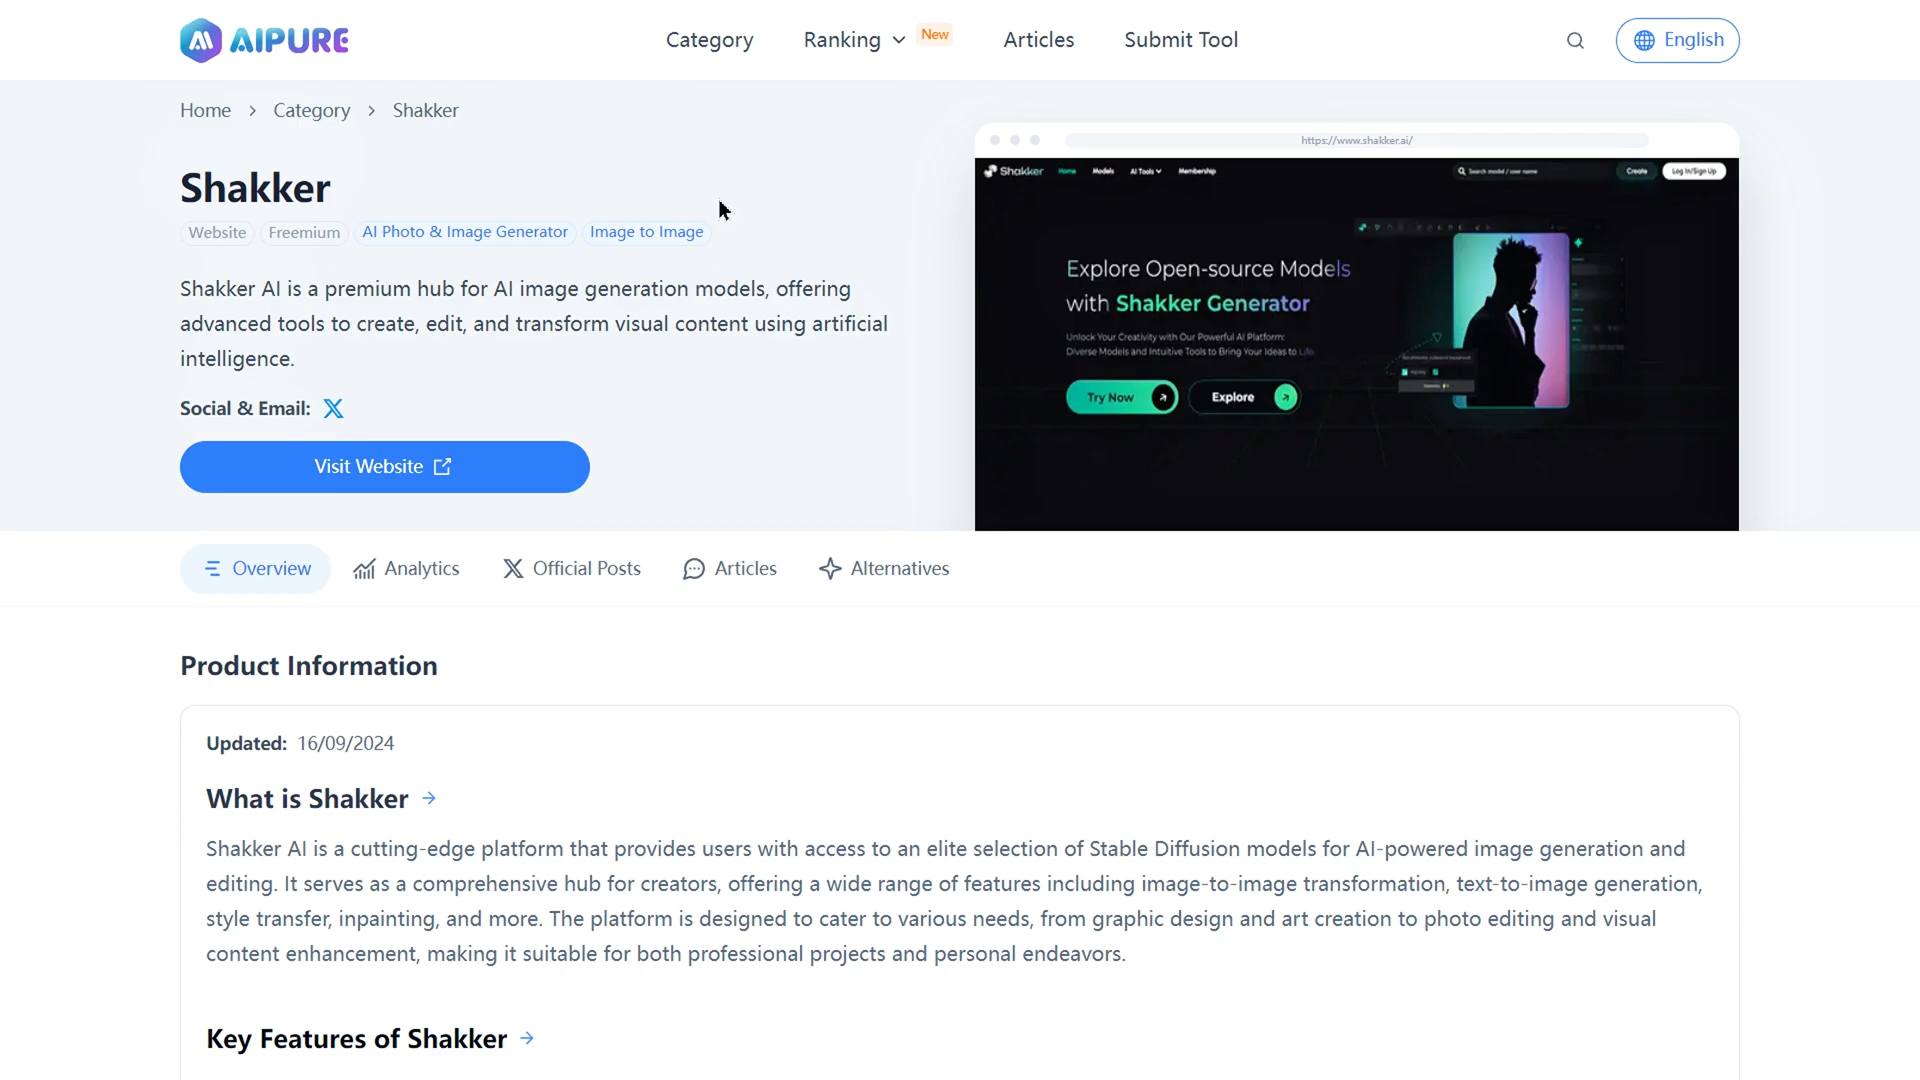 AIPURE
Category
Ranking
New
Articles
Submit Tool
English
Home > Category > Shakker
Shakker
Website
Freemium
AI Photo & Image Generator
Image to Image
Shakker AI is a premium hub for AI image generation models, offering
advanced tools to create, edit, and transform visual content using artificial
intelligence.
Social & Email:
Visit Website
https://www.shakker.ai/
Shakker
Home
Models
AI Tools
Membership
Search model / user name
Create
Log In/Sign Up
Explore Open-source Models
with Shakker Generator
Unlock Your Creativity with Our Powerful AI Platform:
Diverse Models and Intuitive Tools to Bring Your Ideas to Life
Try Now
Explore
Overview
Analytics
Official Posts
Articles
Alternatives
Product Information
Updated: 16/09/2024
What is Shakker
Shakker AI is a cutting-edge platform that provides users with access to an elite selection of Stable Diffusion models for AI-powered image generation and
editing. It serves as a comprehensive hub for creators, offering a wide range of features including image-to-image transformation, text-to-image generation,
style transfer, inpainting, and more. The platform is designed to cater to various needs, from graphic design and art creation to photo editing and visual
content enhancement, making it suitable for both professional projects and personal endeavors.
Key Features of Shakker